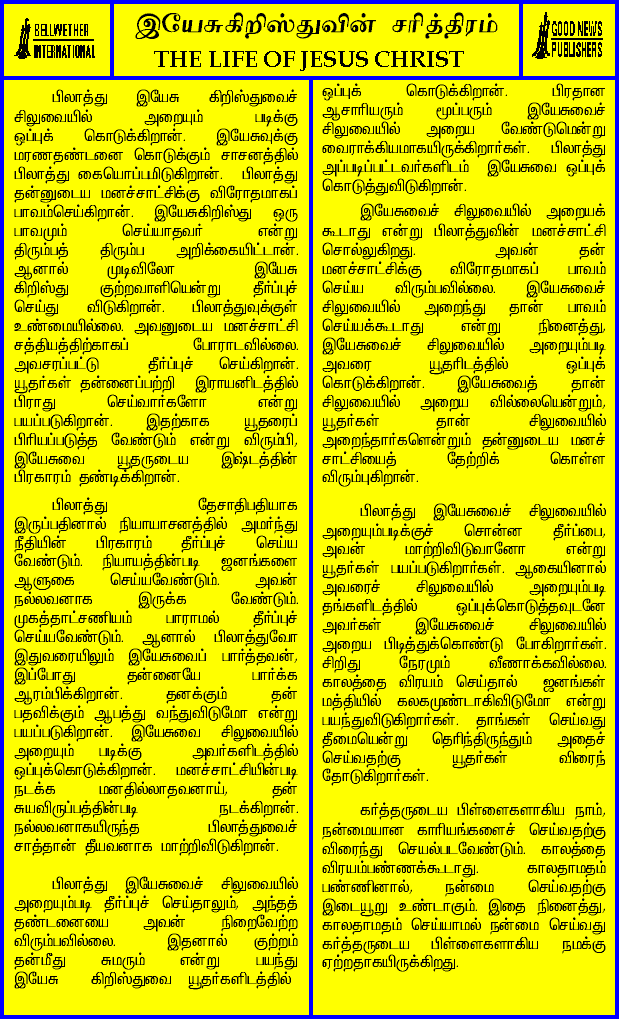 BELLWETHER
INTERNATIONAL
இயேசுகிறிஸ்துவின் சரித்திரம்
THE LIFE OF JESUS CHRIST
GOOD NEWS
PUBLISHERS
பிலாத்து இயேசு கிறிஸ்துவைச்
சிலுவையில் அறையும் படிக்கு
ஒப்புக் கொடுக்கிறான். இயேசுவுக்கு
மரணதண்டனை கொடுக்கும் சாசனத்தில்
பிலாத்து கையொப்பமிடுகிறான். பிலாத்து
தன்னுடைய மனச்சாட்சிக்கு விரோதமாகப்
பாவம்செய்கிறான். இயேசுகிறிஸ்து ஒரு
பாவமும் செய்யாதவர் என்று
திரும்பத் திரும்ப அறிக்கையிட்டான்.
ஆனால் முடிவிலோ இயேசு
கிறிஸ்து குற்றவாளியென்று தீர்ப்புச்
செய்து விடுகிறான். பிலாத்துவுக்குள்
உண்மையில்லை. அவனுடைய மனச்சாட்சி
சத்தியத்திற்காகப் போராடவில்லை.
அவசரப்பட்டு தீர்ப்புச் செய்கிறான்.
யூதர்கள் தன்னைப்பற்றி இராயனிடத்தில்
பிராது செய்வார்களோ என்று
பயப்படுகிறான். இதற்காக யூதரைப்
பிரியப்படுத்த வேண்டும் என்று விரும்பி,
இயேசுவை யூதருடைய இஷ்டத்தின்
பிரகாரம் தண்டிக்கிறான்.
பிலாத்து தேசாதிபதியாக
இருப்பதினால் நியாயாசனத்தில் அமர்ந்து
நீதியின் பிரகாரம் தீர்ப்புச் செய்ய
வேண்டும். நியாயத்தின்படி ஜனங்களை
ஆளுகை செய்யவேண்டும். அவன்
நல்லவனாக இருக்க வேண்டும்.
முகத்தாட்சணியம் பாராமல் தீர்ப்புச்
செய்யவேண்டும். ஆனால் பிலாத்துவோ
இதுவரையிலும் இயேசுவைப் பார்த்தவன்,
இப்போது தன்னையே பார்க்க
ஆரம்பிக்கிறான். தனக்கும் தன்
பதவிக்கும் ஆபத்து வந்துவிடுமோ என்று
பயப்படுகிறான். இயேசுவை சிலுவையில்
அறையும் படிக்கு அவர்களிடத்தில்
ஒப்புக்கொடுக்கிறான். மனச்சாட்சியின்படி
நடக்க மனதில்லாதவனாய், தன்
சுயவிருப்பத்தின்படி நடக்கிறான்.
நல்லவனாகயிருந்த பிலாத்துவைச்
சாத்தான் தீயவனாக மாற்றிவிடுகிறான்.
பிலாத்து இயேசுவைச் சிலுவையில்
அறையும்படி தீர்ப்புச் செய்தாலும், அந்தத்
தண்டனையை அவன் நிறைவேற்ற
விரும்பவில்லை. இதனால் குற்றம்
தன்மீது சுமரும் என்று பயந்து
இயேசு கிறிஸ்துவை யூதர்களிடத்தில்
ஒப்புக் கொடுக்கிறான். பிரதான
ஆசாரியரும் மூப்பரும் இயேசுவைச்
சிலுவையில் அறைய வேண்டுமென்று
வைராக்கியமாகயிருக்கிறார்கள். பிலாத்து
அப்படிப்பட்டவர்களிடம் இயேசுவை ஒப்புக்
கொடுத்துவிடுகிறான்.
இயேசுவைச் சிலுவையில் அறையக்
கூடாது என்று பிலாத்துவின் மனச்சாட்சி
சொல்லுகிறது. அவன் தன்
மனச்சாட்சிக்கு விரோதமாகப் பாவம்
செய்ய விரும்பவில்லை. இயேசுவைச்
சிலுவையில் அறைந்து தான் பாவம்
செய்யக்கூடாது என்று நினைத்து,
இயேசுவைச் சிலுவையில் அறையும்படி
அவரை யூதரிடத்தில் ஒப்புக்
கொடுக்கிறான். இயேசுவைத் தான்
சிலுவையில் அறைய வில்லையென்றும்,
யூதர்கள் தான் சிலுவையில்
அறைந்தார்களென்றும் தன்னுடைய மனச்
சாட்சியைத் தேற்றிக் கொள்ள
விரும்புகிறான்.
பிலாத்து இயேசுவைச் சிலுவையில்
அறையும்படிக்குச் சொன்ன தீர்ப்பை,
அவன் மாற்றிவிடுவானோ என்று
யூதர்கள் பயப்படுகிறார்கள். ஆகையினால்
அவரைச் சிலுவையில் அறையும்படி
தங்களிடத்தில் ஒப்புக்கொடுத்தவுடனே
அவர்கள் இயேசுவைச் சிலுவையில்
அறைய பிடித்துக்கொண்டு போகிறார்கள்.
சிறிது நேரமும் வீணாக்கவில்லை.
காலத்தை விரயம் செய்தால் ஜனங்கள்
மத்தியில் கலகமுண்டாகிவிடுமோ என்று
பயந்துவிடுகிறார்கள். தாங்கள் செய்வது
தீமையென்று தெரிந்திருந்தும் அதைச்
செய்வதற்கு யூதர்கள் விரைந்
தோடுகிறார்கள்.
கர்த்தருடைய பிள்ளைகளாகிய நாம்,
நன்மையான காரியங்களைச் செய்வதற்கு
விரைந்து செயல்படவேண்டும். காலத்தை
விரயம்பண்ணக்கூடாது. காலதாமதம்
பண்ணினால், நன்மை செய்வதற்கு
இடையூறு உண்டாகும். இதை நினைத்து,
காலதாமதம் செய்யாமல் நன்மை செய்வது
கர்த்தருடைய பிள்ளைகளாகிய நமக்கு
ஏற்றதாகயிருக்கிறது.